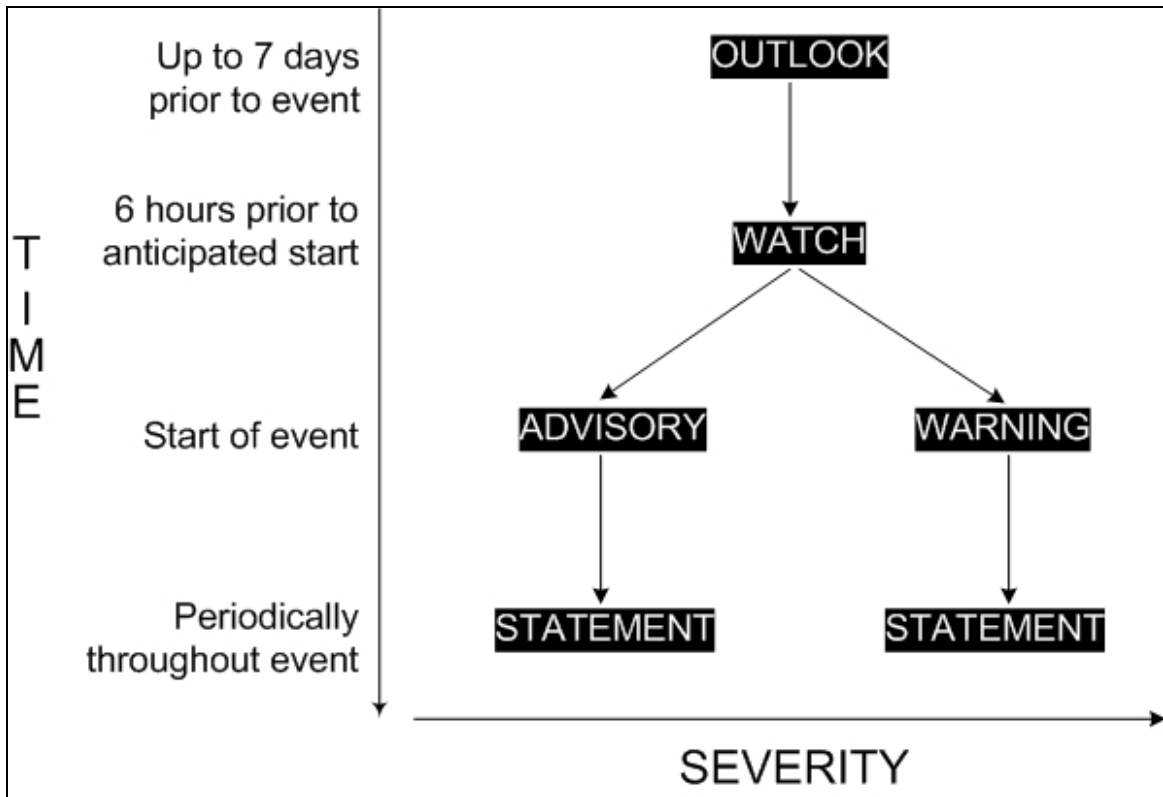 Up to 7 days
prior to event
OUTLOOK
6 hours prior to
anticipated start
WATCH
TIME
Start of event
ADVISORY
WARNING
Periodically
throughout event
STATEMENT
STATEMENT
SEVERITY